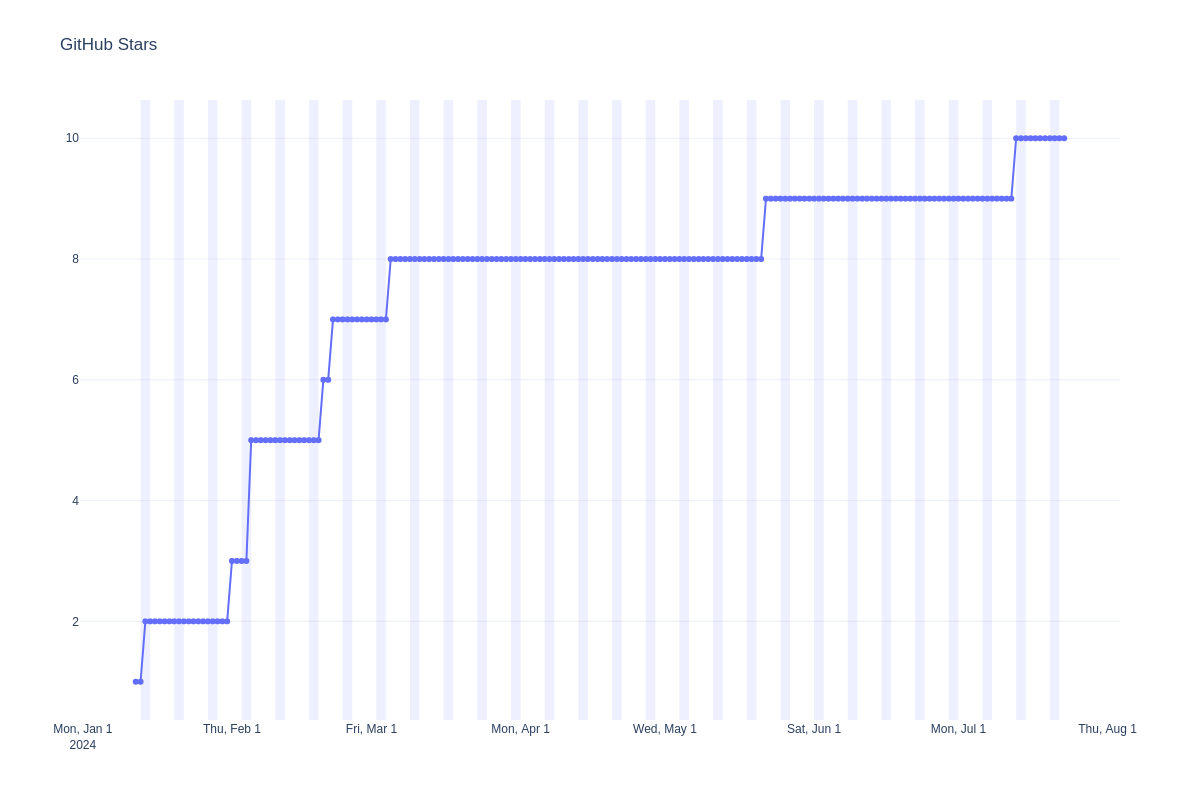 GitHub Stars
10
8
6
4
2
Mon, Jan 1
2024
Thu, Feb 1
Fri, Mar 1
Mon, Apr 1
Wed, May 1
Sat, Jun 1
Mon, Jul 1
Thu, Aug 1